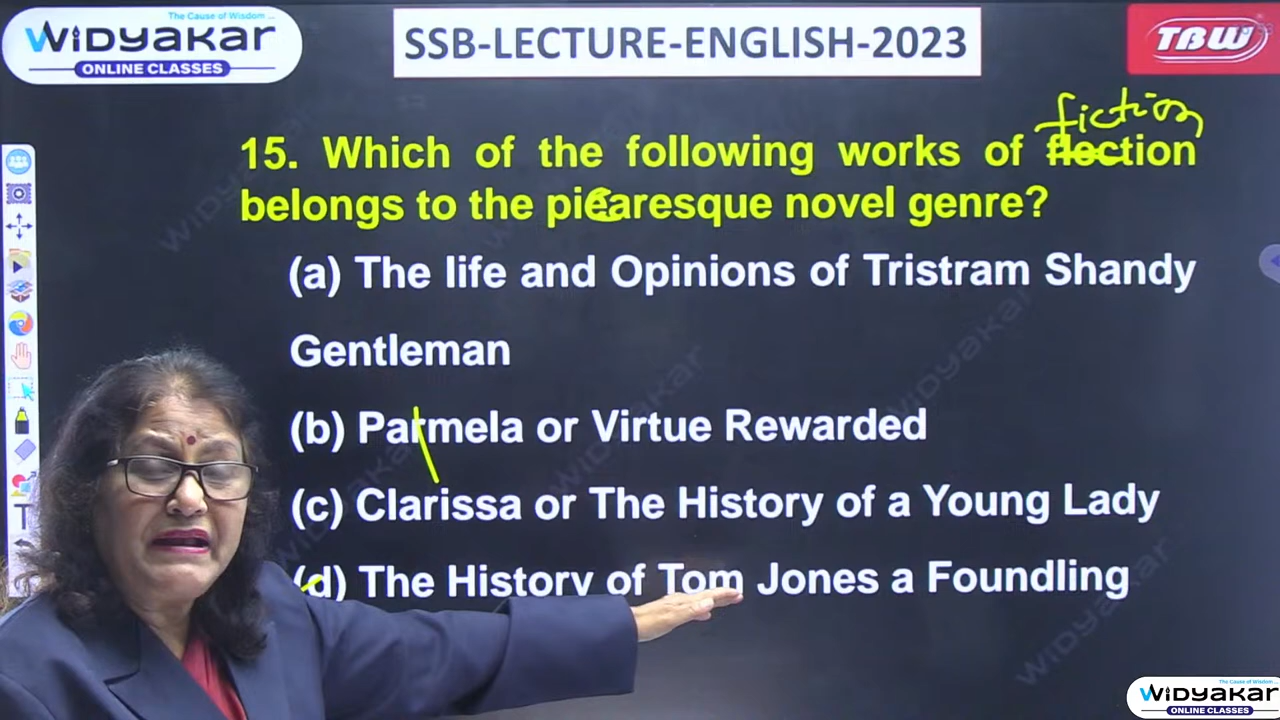 The Cause of Wisdom ...
WiDYAKAR
ONLINE CLASSES
SSB-LECTURE-ENGLISH-2023
TBW
fiction
15. Which of the following works of floction
belongs to the picaresque novel genre?
(a) The life and Opinions of Tristram Shandy
Gentleman
(b) Parmela or Virtue Rewarded
(c) Clarissa or The History of a Young Lady
(d) The History of Tom Jones a Foundling
The Cause of Wisdom ...
WiDYAKAR
ONLINE CLASSES